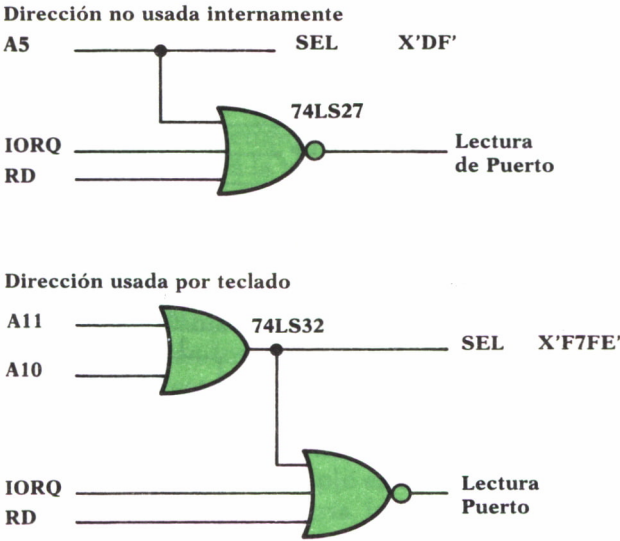 Dirección no usada internamente
A5 SEL X'DF'
74LS27
IORQ
RD
Lectura
de Puerto
Dirección usada por teclado
A11
74LS32
A10
SEL X'F7FE'
IORQ
RD
Lectura
Puerto